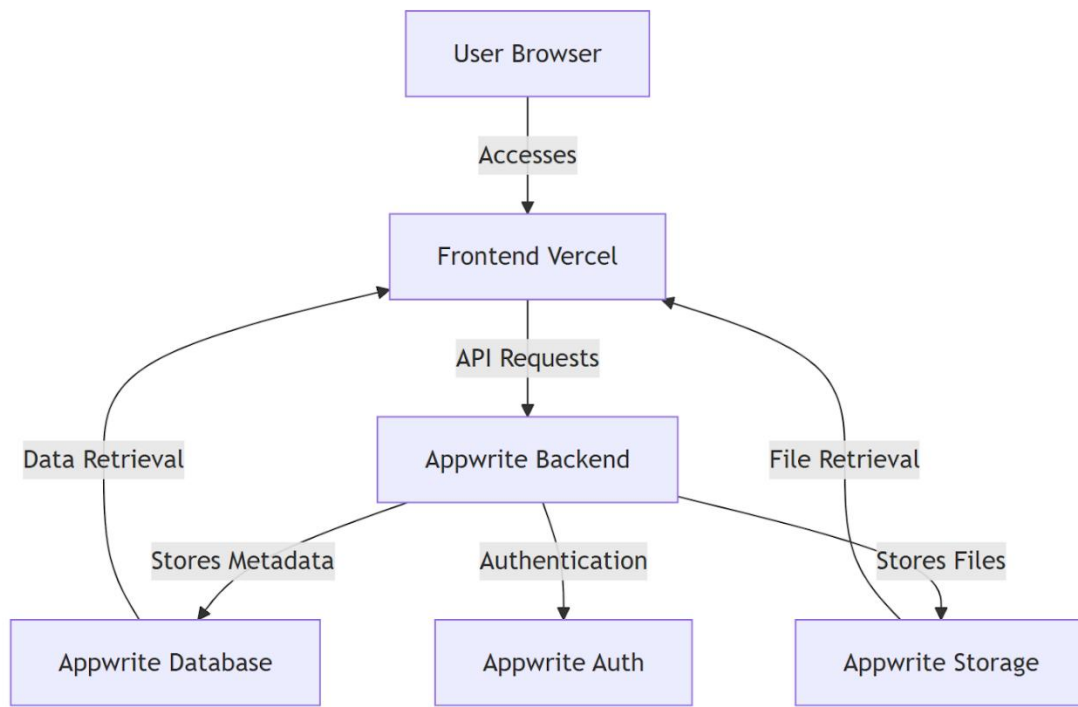 User Browser
Accesses
Frontend Vercel
API Requests
Data Retrieval
Appwrite Backend
File Retrieval
Stores Metadata
Authentication
Stores Files
Appwrite Database
Appwrite Auth
Appwrite Storage